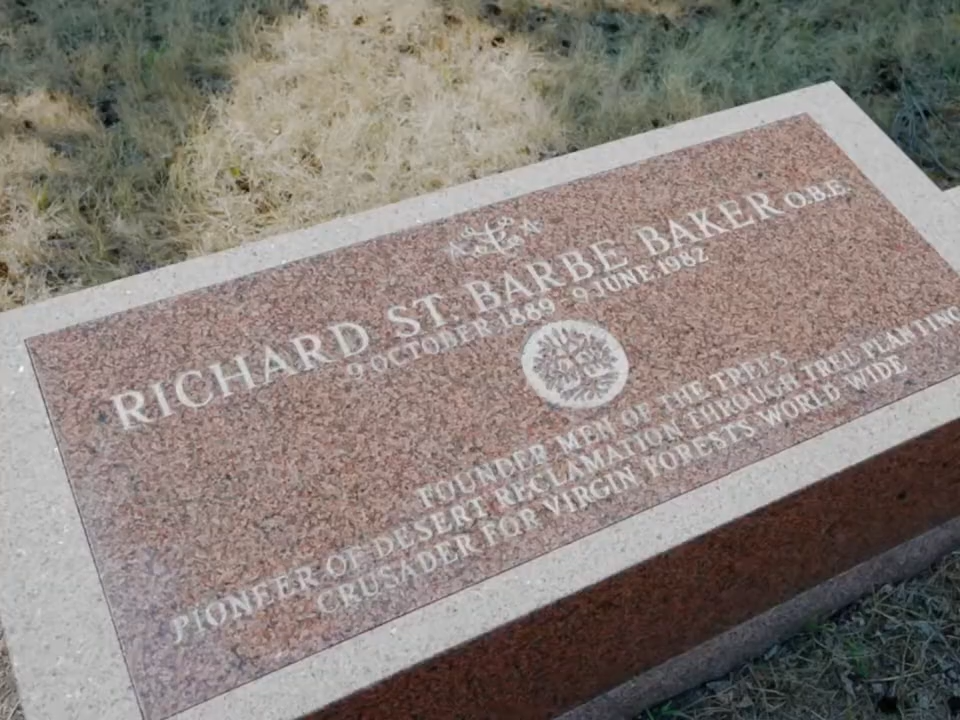 RICHARD ST. BARBE BAKER O.B.E.
9 OCTOBER 1889 - 9 JUNE 1982
FOUNDER MEN OF THE TREES
PIONEER OF DESERT RECLAMATION THROUGH TREE PLANTING
CRUSADER FOR VIRGIN FORESTS WORLD WIDE